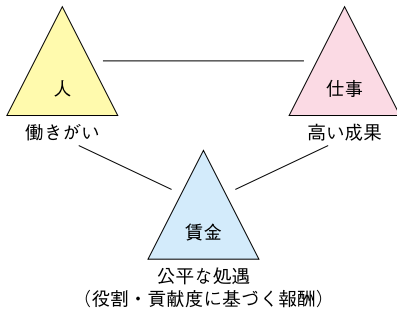 人
働きがい
仕事
高い成果
賃金
公平な処遇
（役割・貢献度に基づく報酬）